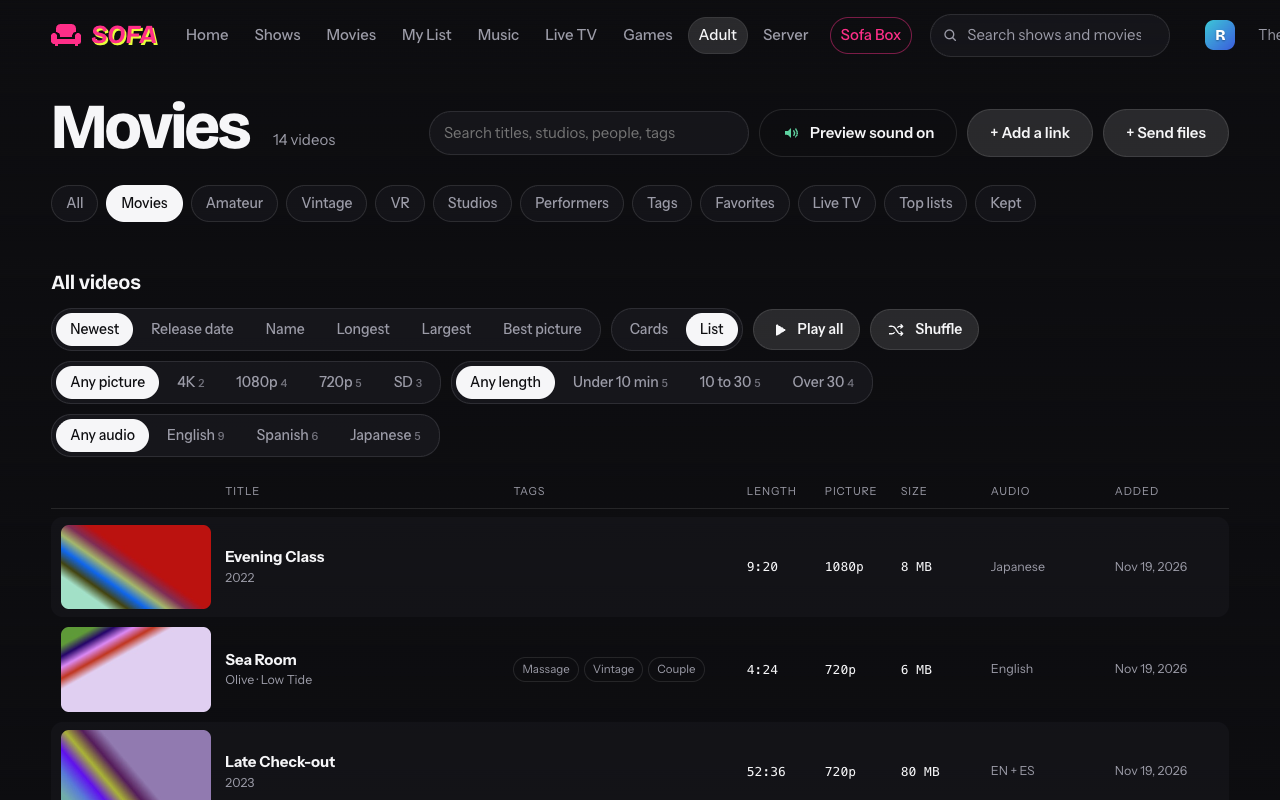 SOFA Home Shows Movies My List Music Live TV Games Adult Server Sofa Box Search shows and movies R The
Movies 14 videos Search titles, studios, people, tags Preview sound on + Add a link + Send files
All Movies Amateur Vintage VR Studios Performers Tags Favorites Live TV Top lists Kept
All videos
Newest Release date Name Longest Largest Best picture Cards List Play all Shuffle
Any picture 4K 2 1080p 4 720p 5 SD 3 Any length Under 10 min 5 10 to 30 5 Over 30 4
Any audio English 9 Spanish 6 Japanese 5
TITLE TAGS LENGTH PICTURE SIZE AUDIO ADDED
Evening Class
2022
9:20 1080p 8 MB Japanese Nov 19, 2026
Sea Room
Olive · Low Tide
Massage Vintage Couple 4:24 720p 6 MB English Nov 19, 2026
Late Check-out
2023
52:36 720p 80 MB EN + ES Nov 19, 2026